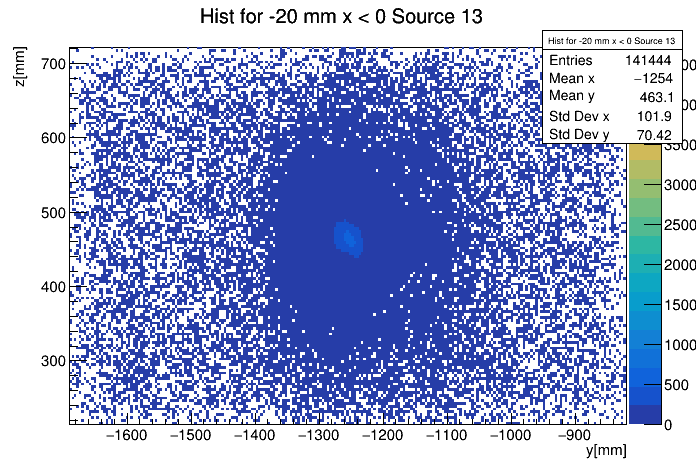 Hist for -20 mm x < 0 Source 13
Hist for -20 mm x < 0 Source 13
Entries 141444
Mean x −1254
Mean y 463.1
Std Dev x 101.9
Std Dev y 70.42
z[mm]
700
600
500
400
300
3500
3000
2500
2000
1500
1000
500
0
−1600 −1500 −1400 −1300 −1200 −1100 −1000 −900
y[mm]